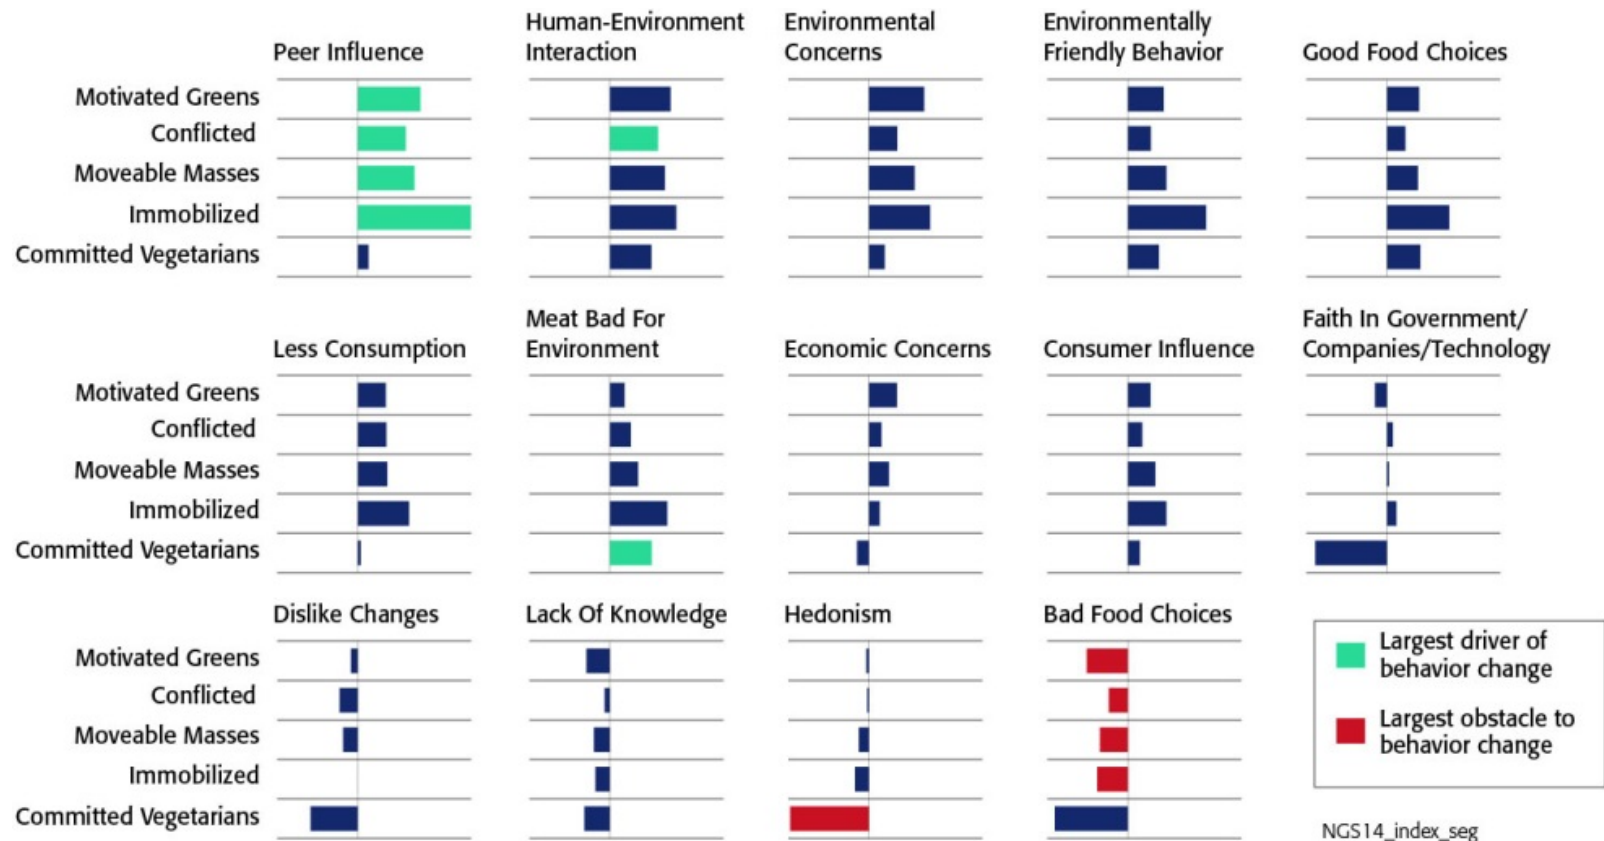 Peer Influence
Human-Environment
Interaction
Environmental
Concerns
Environmentally
Friendly Behavior
Good Food Choices
Motivated Greens
Conflicted
Moveable Masses
Immobilized
Committed Vegetarians
Less Consumption
Meat Bad For
Environment
Economic Concerns
Consumer Influence
Faith In Government/
Companies/Technology
Motivated Greens
Conflicted
Moveable Masses
Immobilized
Committed Vegetarians
Dislike Changes
Lack Of Knowledge
Hedonism
Bad Food Choices
Motivated Greens
Conflicted
Moveable Masses
Immobilized
Committed Vegetarians
Largest driver of
behavior change
Largest obstacle to
behavior change
NGS14_index_seg